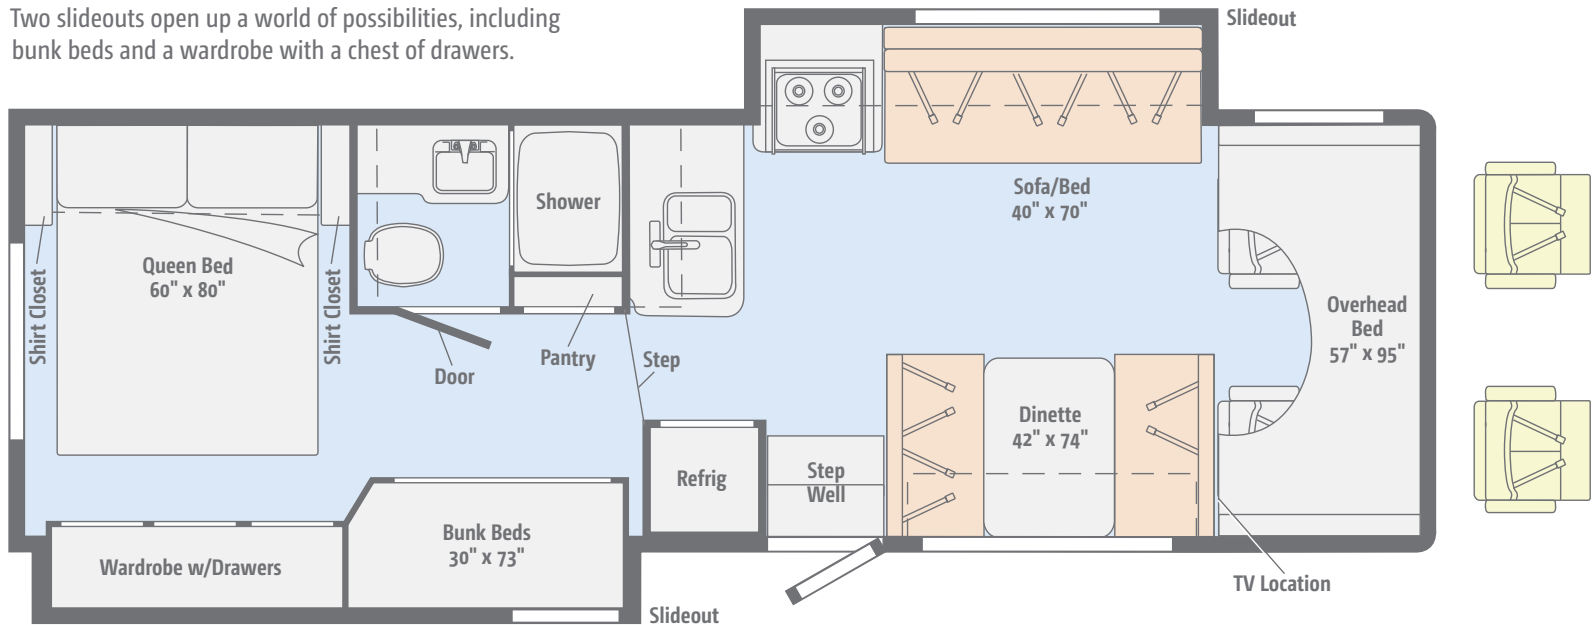 Two slideouts open up a world of possibilities, including
bunk beds and a wardrobe with a chest of drawers.
Slideout
Sofa/Bed
40" x 70"
Shower
Queen Bed
60" x 80"
Shirt Closet
Shirt Closet
Overhead
Bed
57" x 95"
Door
Pantry
Step
Dinette
42" x 74"
Refrig
Step
Well
Bunk Beds
30" x 73"
Wardrobe w/Drawers
TV Location
Slideout